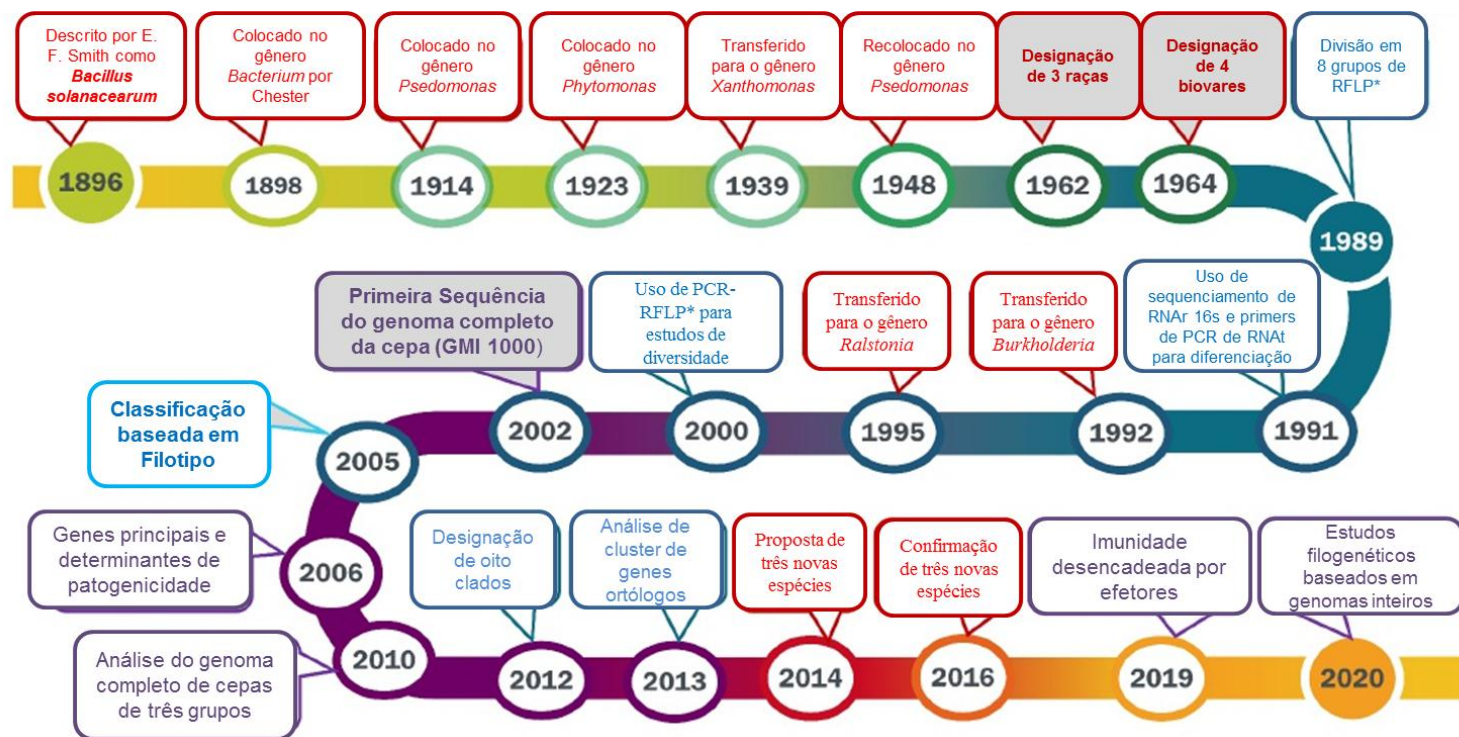 Descrito por E.
F. Smith como
Bacillus
solanacearum
Colocado no
gênero
Bacterium por
Chester
Colocado no
gênero
Psedomonas
Colocado no
gênero
Phytomonas
Transferido
para o gênero
Xanthomonas
Recolocado no
gênero
Psedomonas
Designação
de 3 raças
Designação
de 4
biovares
Divisão em
8 grupos de
RFLP*
1896
1898
1914
1923
1939
1948
1962
1964
1989
Primeira Sequência
do genoma completo
da cepa (GMI 1000)
Uso de PCR-
RFLP* para
estudos de
diversidade
Transferido
para o gênero
Ralstonia
Transferido
para o gênero
Burkholderia
Uso de
sequenciamento de
RNAr 16s e primers
de PCR de RNAt
para diferenciação
Classificação
baseada em
Filotipo
2005
2002
2000
1995
1992
1991
Genes principais e
determinantes de
patogenicidade
2006
Designação
de oito
clados
Análise de
cluster de
genes
ortólogos
Proposta de
três novas
espécies
Confirmação
de três novas
espécies
Imunidade
desencadeada por
efetores
Estudos
filogenéticos
baseados em
genomas inteiros
Análise do genoma
completo de cepas
de três grupos
2010
2012
2013
2014
2016
2019
2020